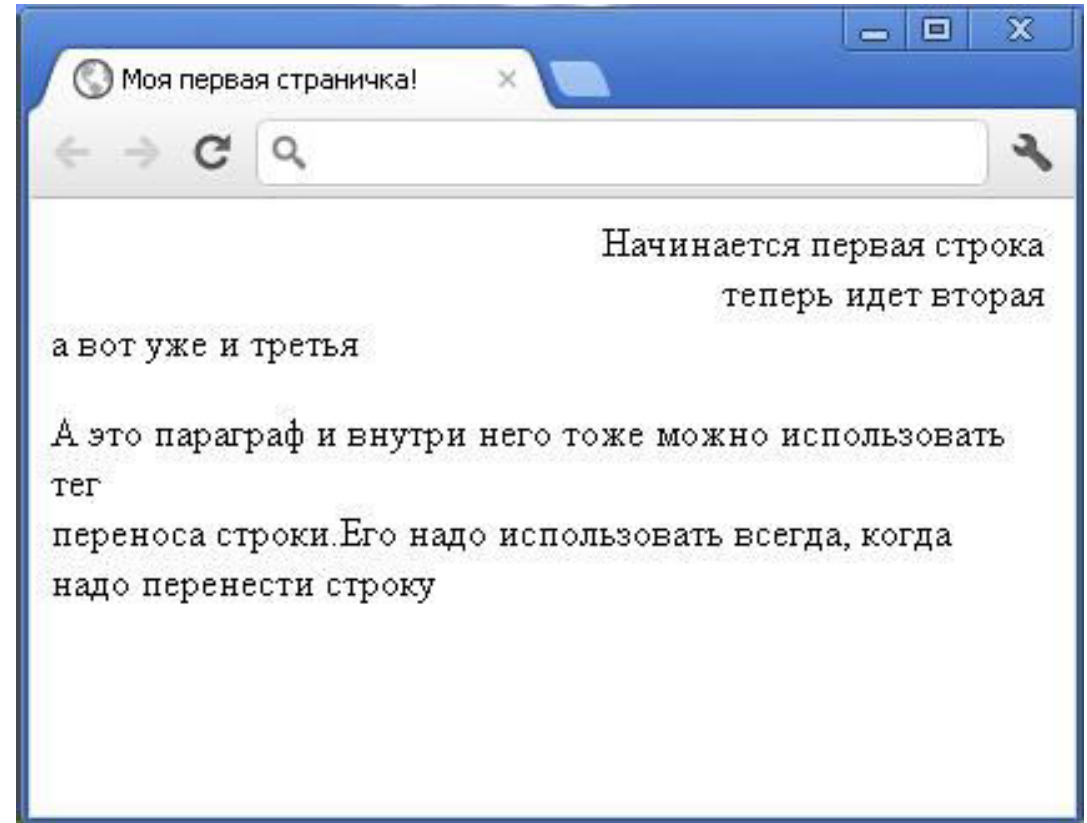 Моя первая страничка!
Начинается первая строка
теперь идет вторая
а вот уже и третья
А это параграф и внутри него тоже можно использовать
тег
переноса строки.Его надо использовать всегда, когда
надо перенести строку